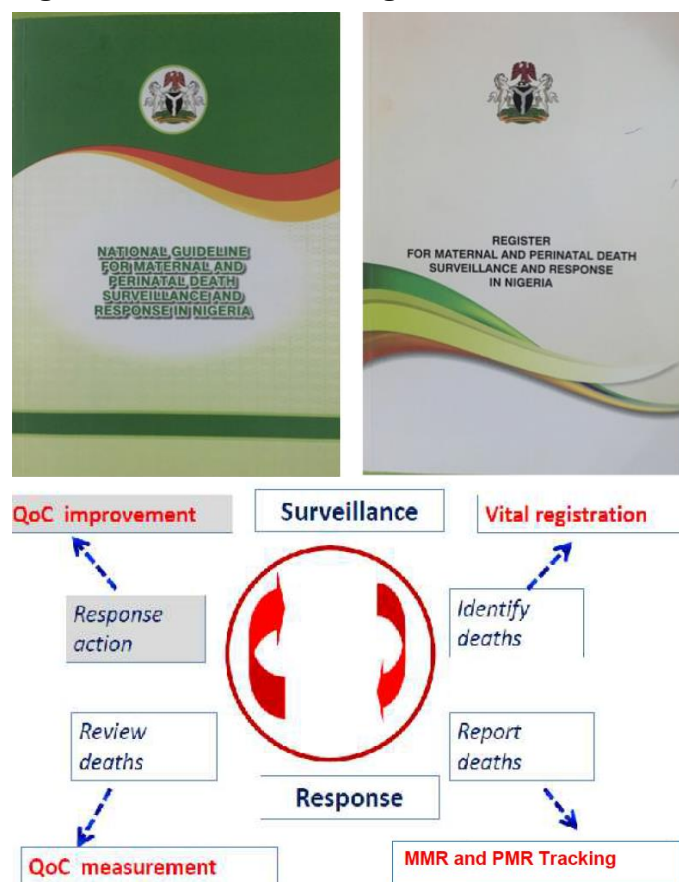 NATIONAL GUIDELINE
FOR MATERNAL AND
PERINATAL DEATH
SURVEILLANCE AND
RESPONSE IN NIGERIA
REGISTER
FOR MATERNAL AND PERINATAL DEATH
SURVEILLANCE AND RESPONSE
IN NIGERIA
QoC improvement
Surveillance
Vital registration
Response
action
Identify
deaths
Review
deaths
Report
deaths
Response
QoC measurement
MMR and PMR Tracking